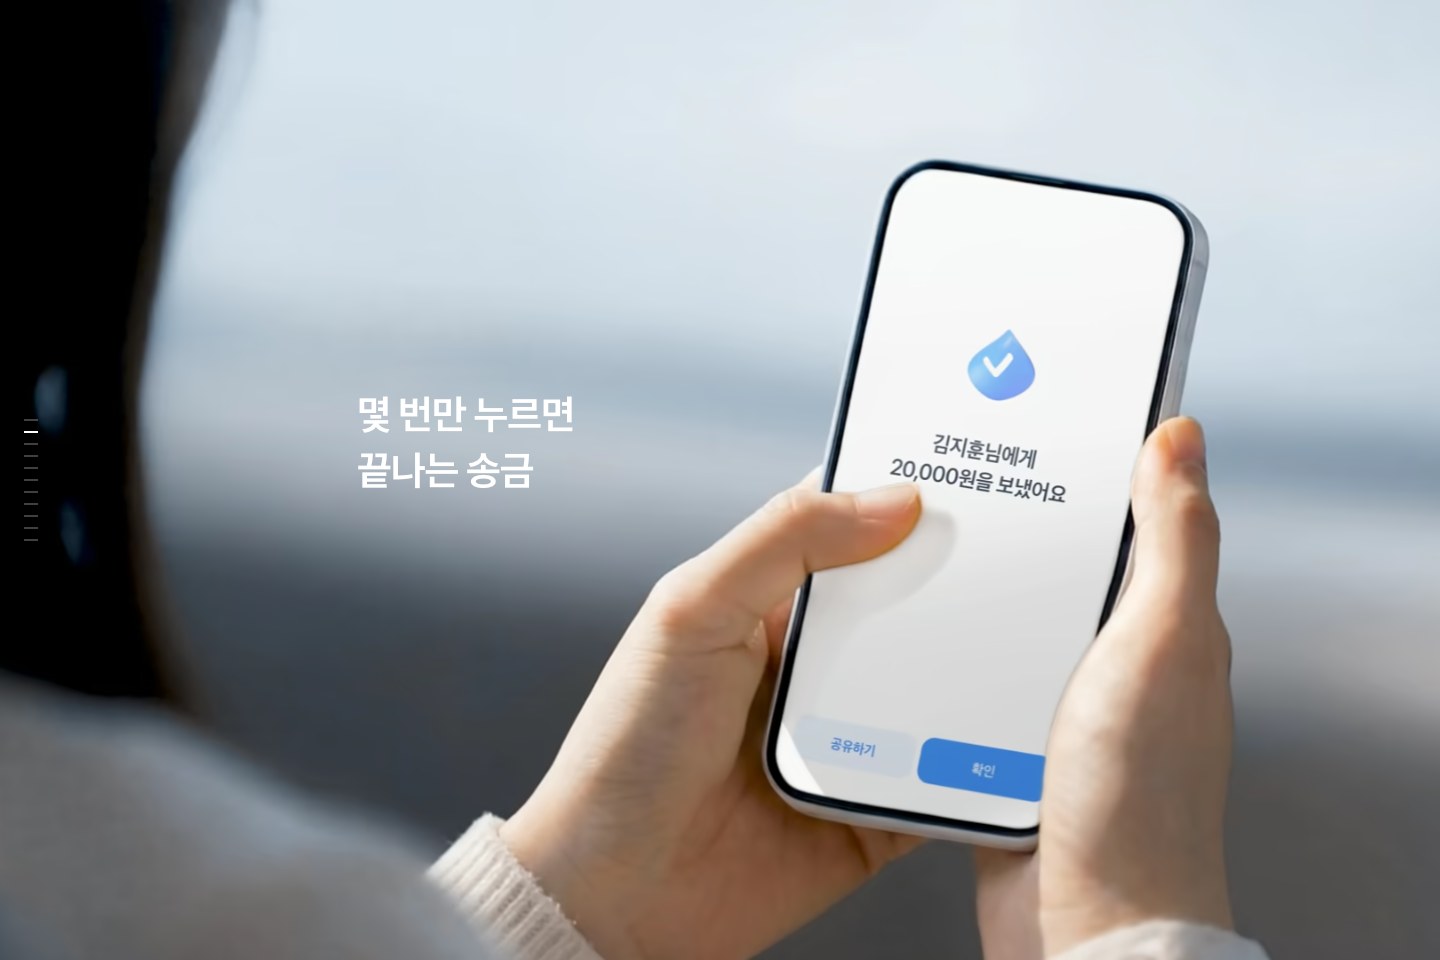 몇 번만 누르면
끝나는 송금
김지훈님에게
20,000원을 보냈어요
공유하기
확인